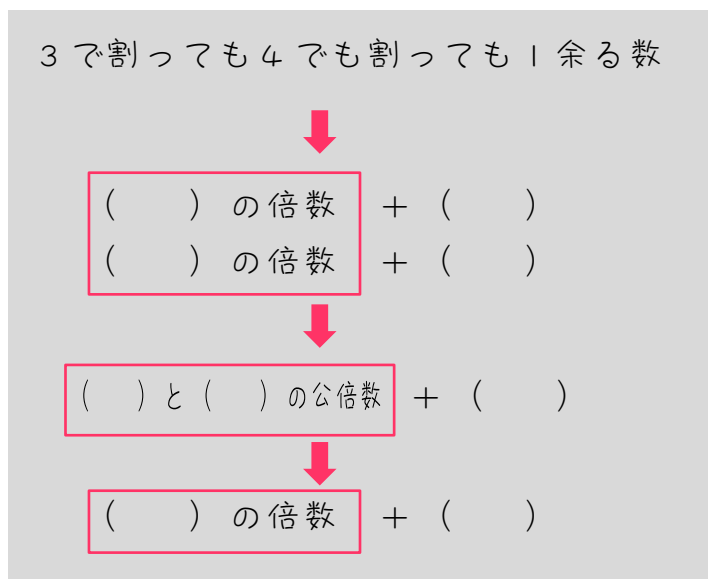 3で割っても4でも割っても1余る数
(　　)の倍数 + (　　)
(　　)の倍数 + (　　)
(　)と(　)の公倍数 + (　　)
(　　)の倍数 + (　　)